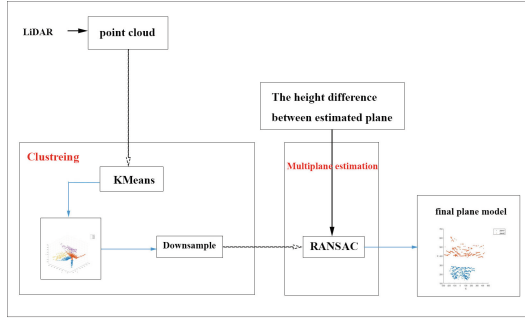 LiDAR
point cloud
The height difference
between estimated plane
Clustreing
Multiplane estimation
KMeans
final plane model
Downsample
RANSAC